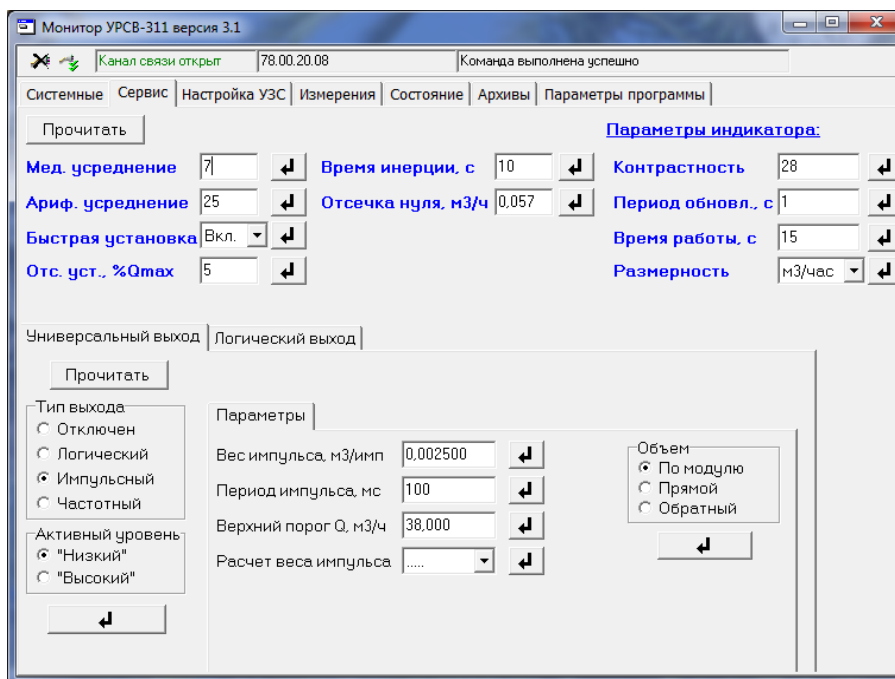 Монитор УРСВ-311 версия 3.1
Канал связи открыт 78.00.20.08 Команда выполнена успешно
Системные Сервис Настройка УЗС Измерения Состояние Архивы Параметры программы
Прочитать Параметры индикатора:
Мед. усреднение 7 Время инерции, с 10 Контрастность 28
Ариф. усреднение 25 Отсечка нуля, м3/ч 0,057 Период обновл., с 1
Быстрая установка Вкл. Время работы, с 15
Отс. уст., %Qmax 5 Размерность м3/час
Универсальный выход Логический выход
Прочитать
Тип выхода
Отключен
Логический
Импульсный
Частотный
Активный уровень
"Низкий"
"Высокий"
Параметры
Вес импульса, м3/имп 0,002500
Период импульса, мс 100
Верхний порог Q, м3/ч 38,000
Расчет веса импульса .....
Объем
По модулю
Прямой
Обратный